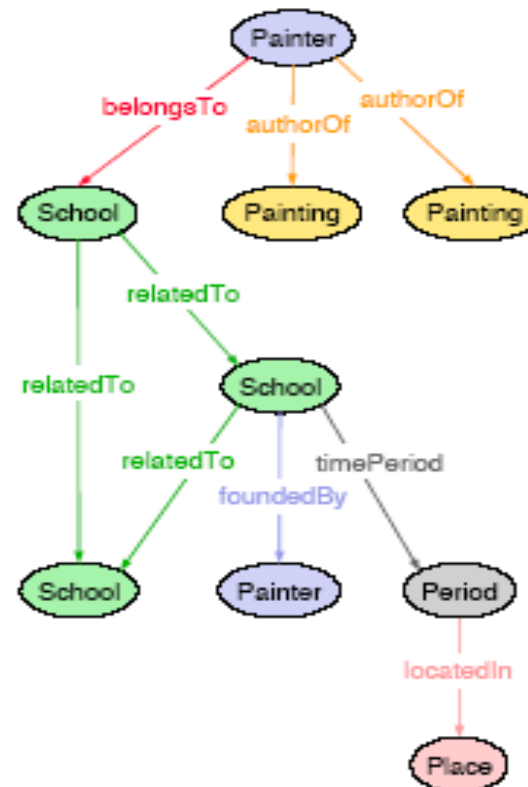 Painter
belongsTo
authorOf
authorOf
School
Painting
Painting
relatedTo
relatedTo
School
relatedTo
timePeriod
foundedBy
School
Painter
Period
locatedIn
Place